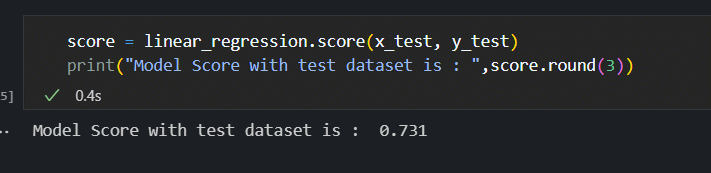 score = linear_regression.score(x_test, y_test)
print("Model Score with test dataset is : ",score.round(3))
5]
✓ 0.4s
Model Score with test dataset is :  0.731